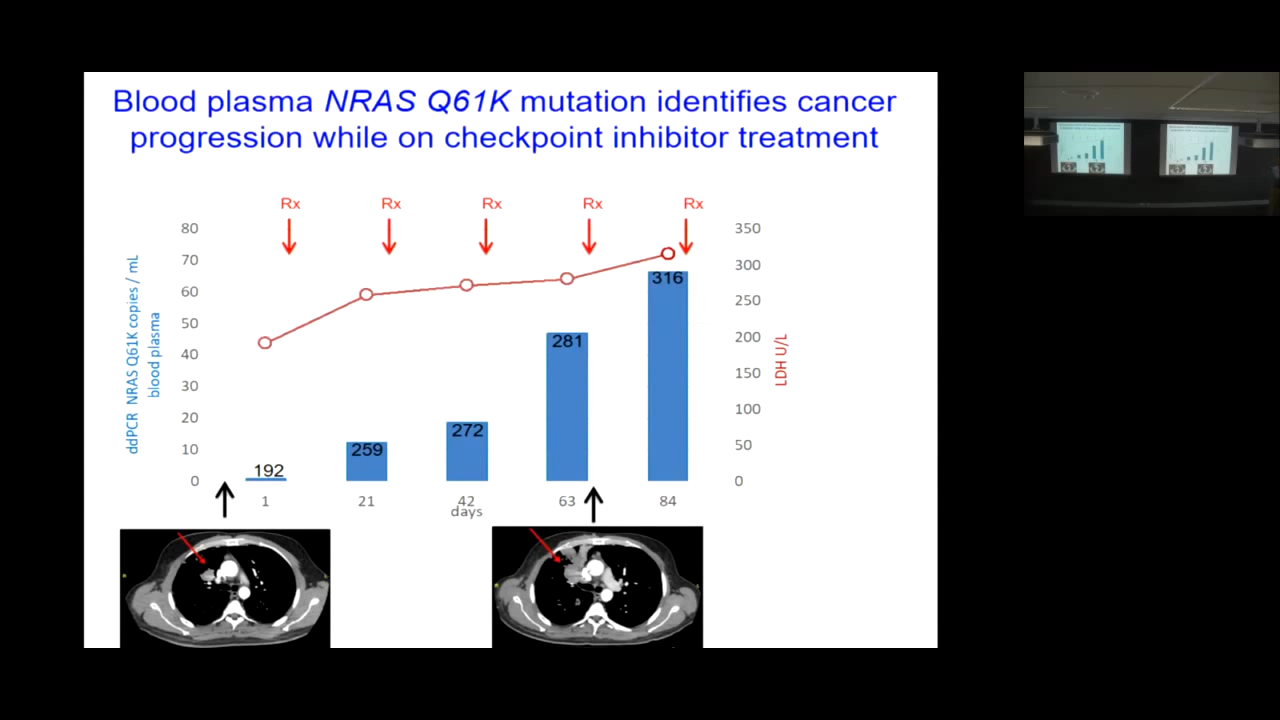 Blood plasma NRAS Q61K mutation identifies cancer
progression while on checkpoint inhibitor treatment
Rx Rx Rx Rx Rx
80
70
60
50
40
30
20
10
0
ddPCR NRAS Q61K copies / mL
blood plasma
350
300
250
200
150
100
50
0
LDH U/L
192
259
272
281
316
1 21 42 63 84
days